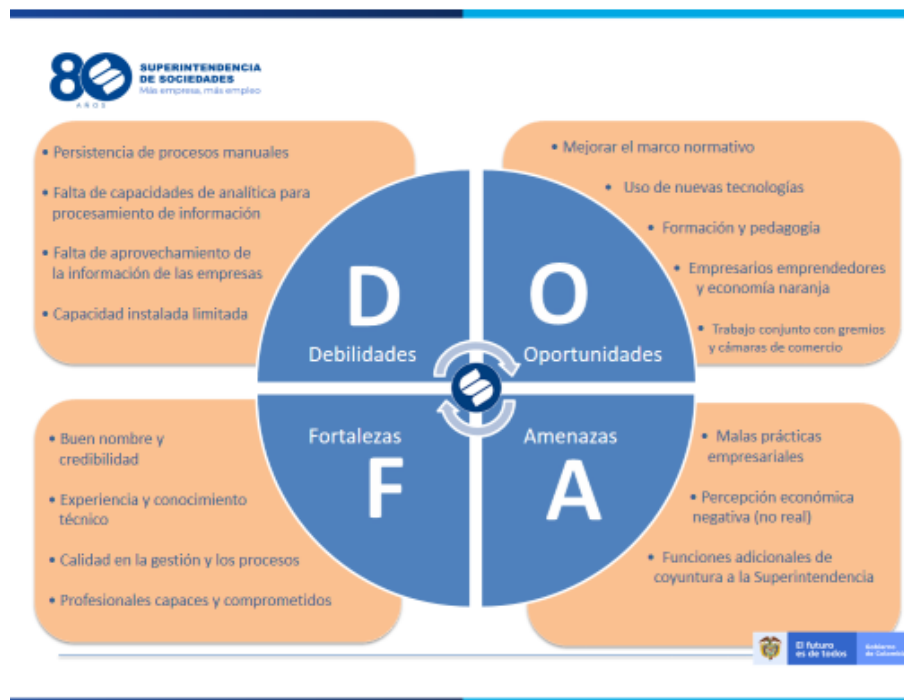 80
AÑOS
SUPERINTENDENCIA
DE SOCIEDADES
Más empresa, más empleo
• Persistencia de procesos manuales
• Falta de capacidades de analítica para
procesamiento de información
• Falta de aprovechamiento de
la información de las empresas
• Capacidad instalada limitada
D
Debilidades
• Mejorar el marco normativo
• Uso de nuevas tecnologías
• Formación y pedagogía
• Empresarios emprendedores
y economía naranja
• Trabajo conjunto con gremios
y cámaras de comercio
O
Oportunidades
• Buen nombre y
credibilidad
• Experiencia y conocimiento
técnico
• Calidad en la gestión y los procesos
• Profesionales capaces y comprometidos
Fortalezas
F
Amenazas
A
• Malas prácticas
empresariales
• Percepción económica
negativa (no real)
• Funciones adicionales de
coyuntura a la Superintendencia
El futuro
es de todos
Gobierno
de Colombia